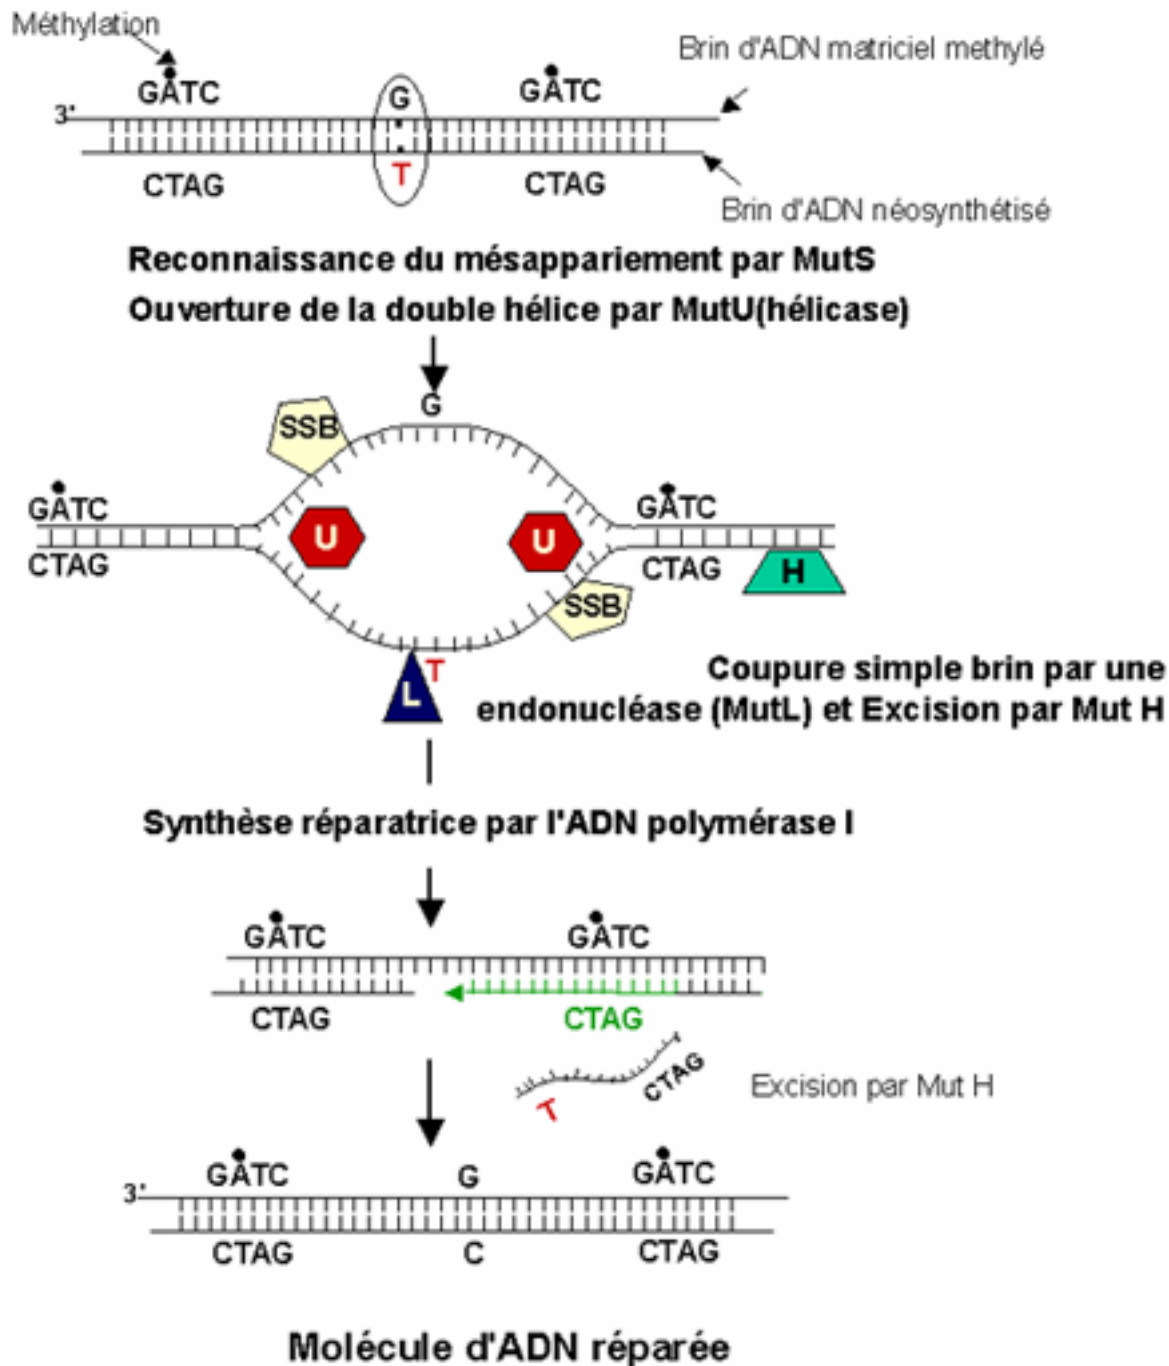 Méthylation
Brin d'ADN matriciel methylé
GATC
G
GATC
3'
CTAG
T
CTAG
Brin d'ADN néosynthétisé
Reconnaissance du mésappariement par MutS
Ouverture de la double hélice par MutU(hélicase)
G
SSB
GATC
GATC
U
U
CTAG
CTAG
H
SSB
T
L
Coupure simple brin par une
endonucléase (MutL) et Excision par Mut H
Synthèse réparatrice par l'ADN polymérase I
GATC
GATC
CTAG
CTAG
CTAG
T
Excision par Mut H
GATC
G
GATC
3'
CTAG
C
CTAG
Molécule d'ADN réparée